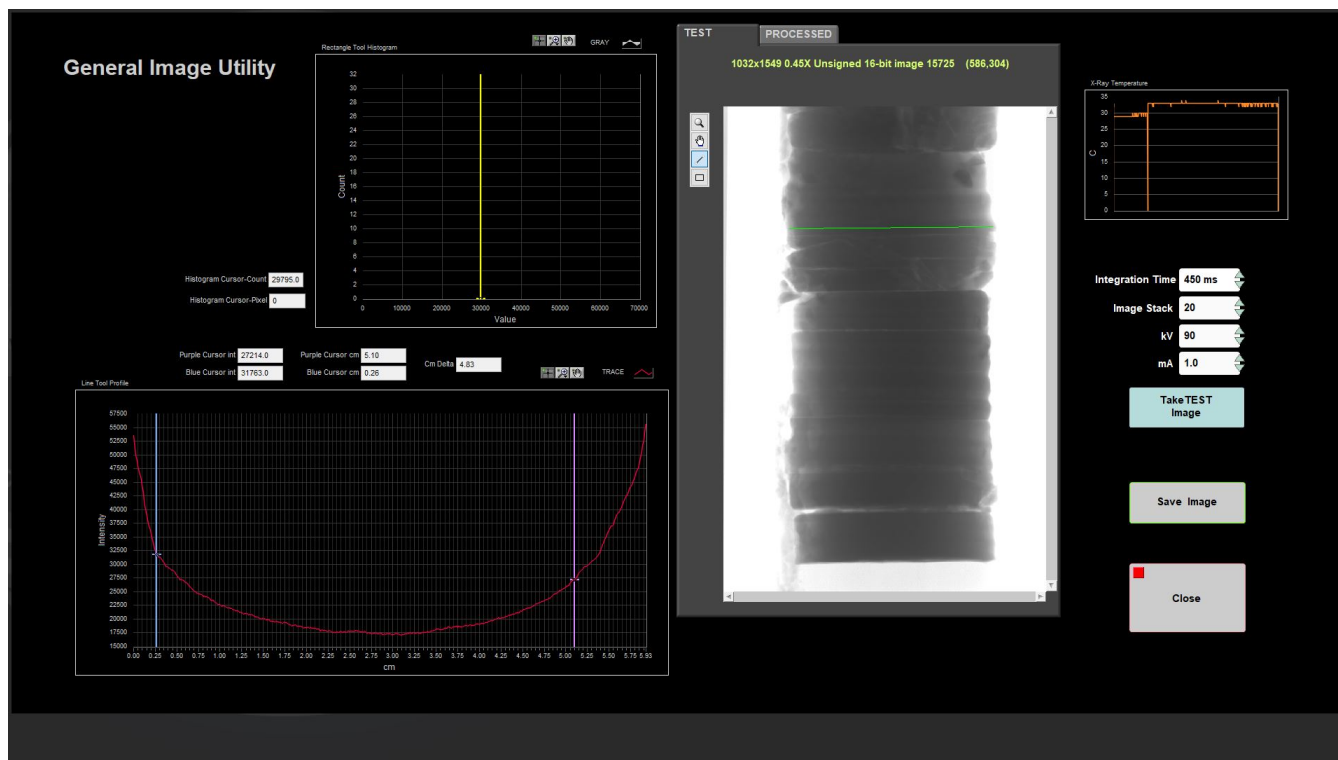 General Image Utility
Rectangle Tool Histogram
GRAY
32
30
28
26
24
22
20
18
16
14
12
10
8
6
4
2
0
Count
0 10000 20000 30000 40000 50000 60000 70000
Value
Histogram Cursor-Count 29795.0
Histogram Cursor-Pixel 0
Purple Cursor int 27214.0 Purple Cursor cm 5.10
Blue Cursor int 31763.0 Blue Cursor cm 0.26
Cm Delta 4.83
Line Tool Profile
TRACE
57500
55000
52500
50000
47500
45000
42500
40000
37500
35000
32500
30000
27500
25000
22500
20000
17500
15000
Intensity
0.00 0.25 0.50 0.75 1.00 1.25 1.50 1.75 2.00 2.25 2.50 2.75 3.00 3.25 3.50 3.75 4.00 4.25 4.50 4.75 5.00 5.25 5.50 5.75 5.93
cm
TEST PROCESSED
1032x1549 0.45X Unsigned 16-bit image 15725 (586,304)
X-Ray Temperature
35
30
25
20
15
10
5
0
C
Integration Time 450 ms
Image Stack 20
kV 90
mA 1.0
TakeTEST
Image
Save Image
Close